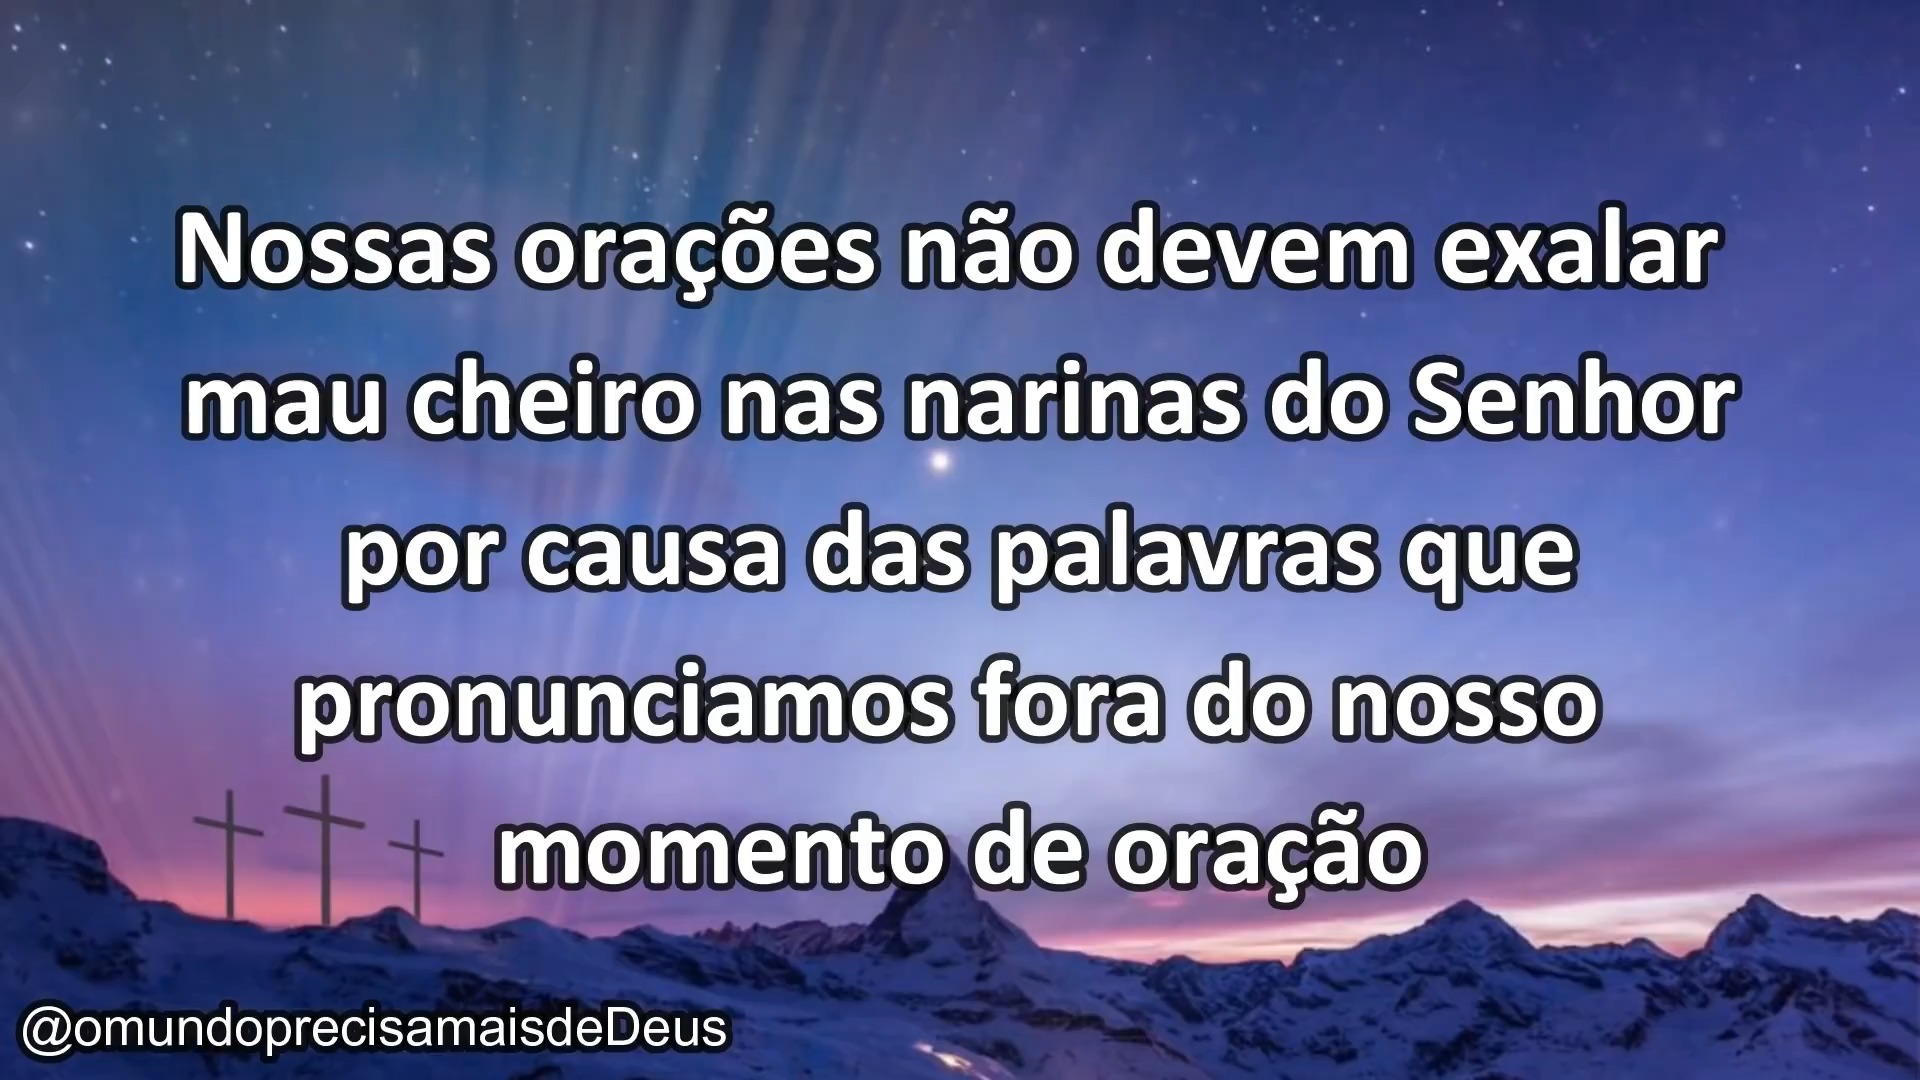 Nossas orações não devem exalar
mau cheiro nas narinas do Senhor
por causa das palavras que
pronunciamos fora do nosso
momento de oração
@omundoprecisamaisdeDeus